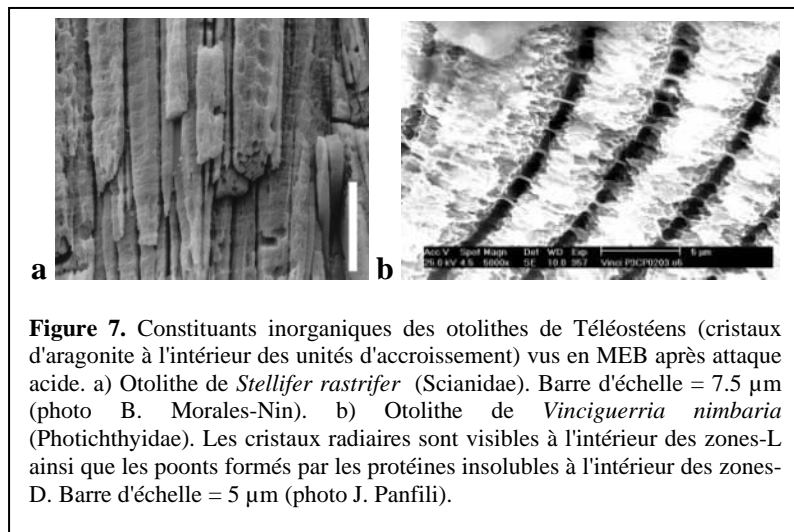 a
b
Acc.V Spot Magn Det WD Exp 5 µm
25.0 kV 4.5 5000x SE 10.8 357 Vinci
Figure 7. Constituants inorganiques des otolithes de Téléostéens (cristaux
d'aragonite à l'intérieur des unités d'accroissement) vus en MEB après attaque
acide. a) Otolithe de Stellifer rastrifer (Scianidae). Barre d'échelle = 7.5 µm
(photo B. Morales-Nin). b) Otolithe de Vinciguerria nimbaria
(Photichthyidae). Les cristaux radiaires sont visibles à l'intérieur des zones-L
ainsi que les poonts formés par les protéines insolubles à l'intérieur des zones-
D. Barre d'échelle = 5 µm (photo J. Panfili).